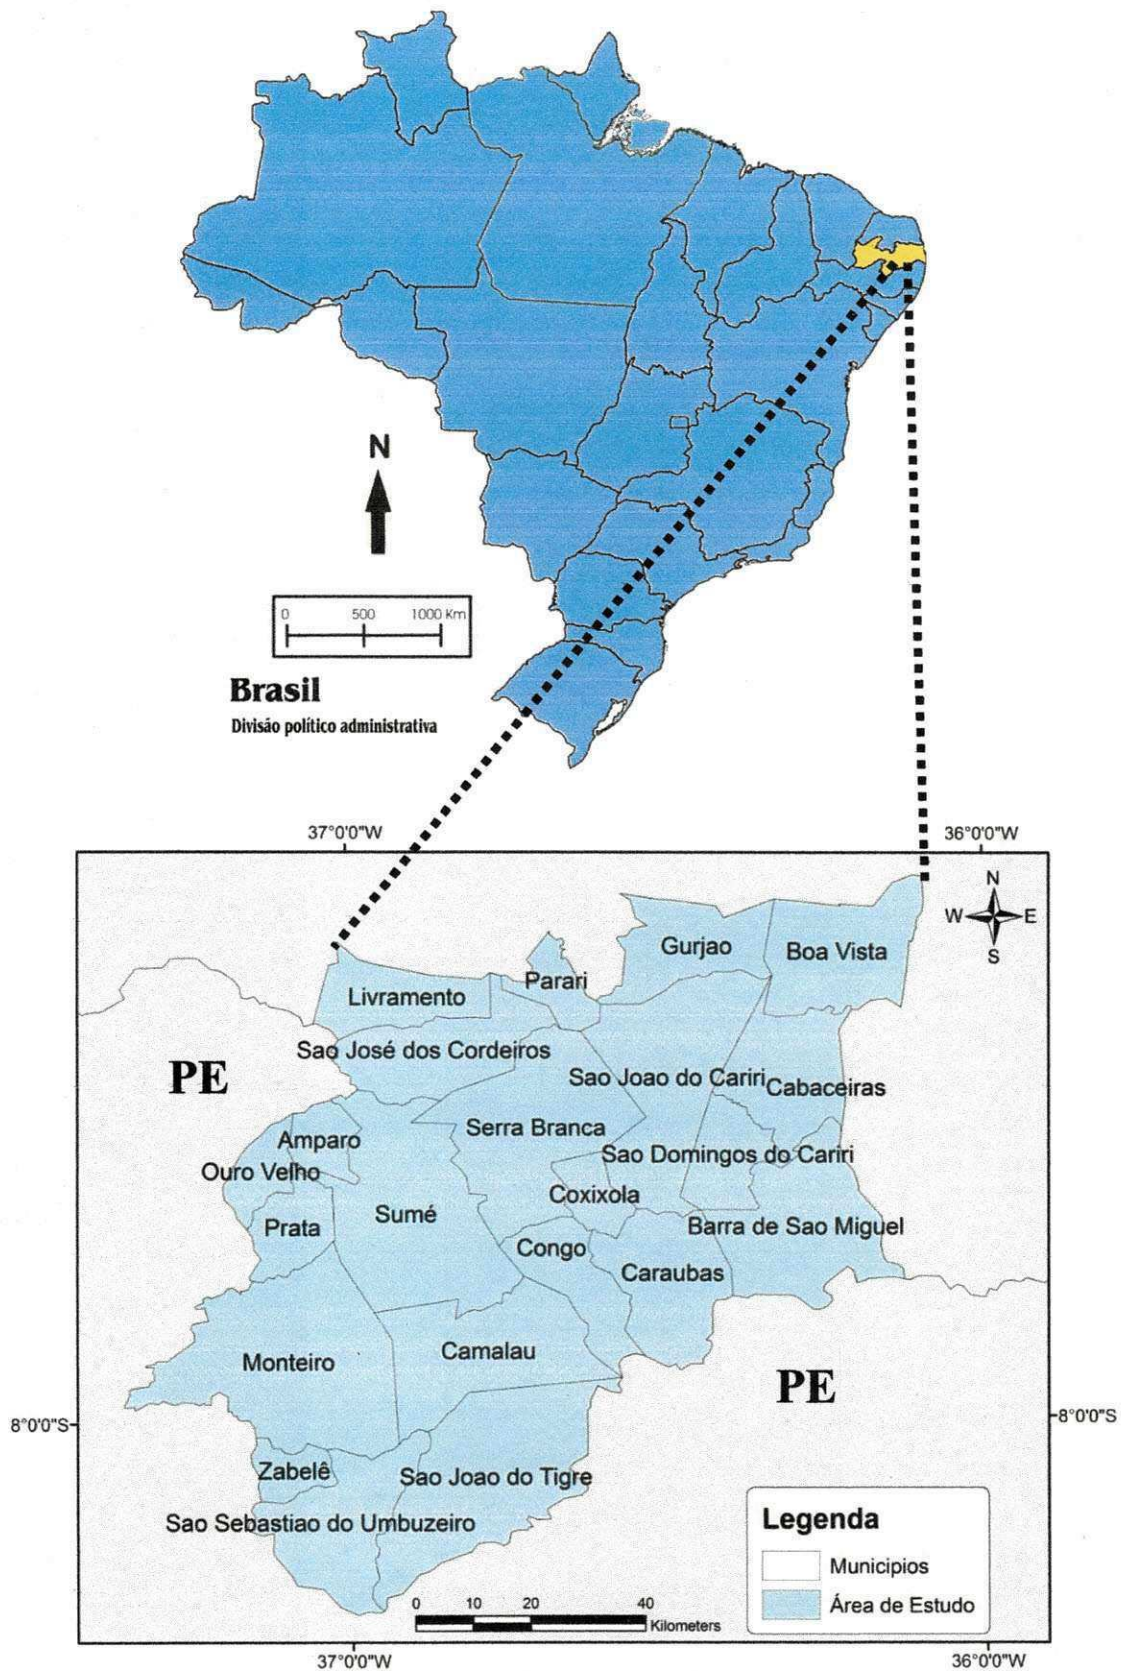 N
0 500 1000 Km
Brasil
Divisão político administrativa
37°0'0"W 36°0'0"W
N
W E
S
Gurjao
Boa Vista
Parari
Livramento
Sao José dos Cordeiros
PE
Sao Joao do Cariri
Cabaceiras
Serra Branca
Amparo
Sao Domingos do Cariri
Ouro Velho
Coxixola
Sumé
Prata
Barra de Sao Miguel
Congo
Caraubas
Camalau
Monteiro
PE
8°0'0"S 8°0'0"S
Zabelê
Sao Joao do Tigre
Sao Sebastiao do Umbuzeiro
Legenda
Municipios
Área de Estudo
0 10 20 40
Kilometers
37°0'0"W 36°0'0"W